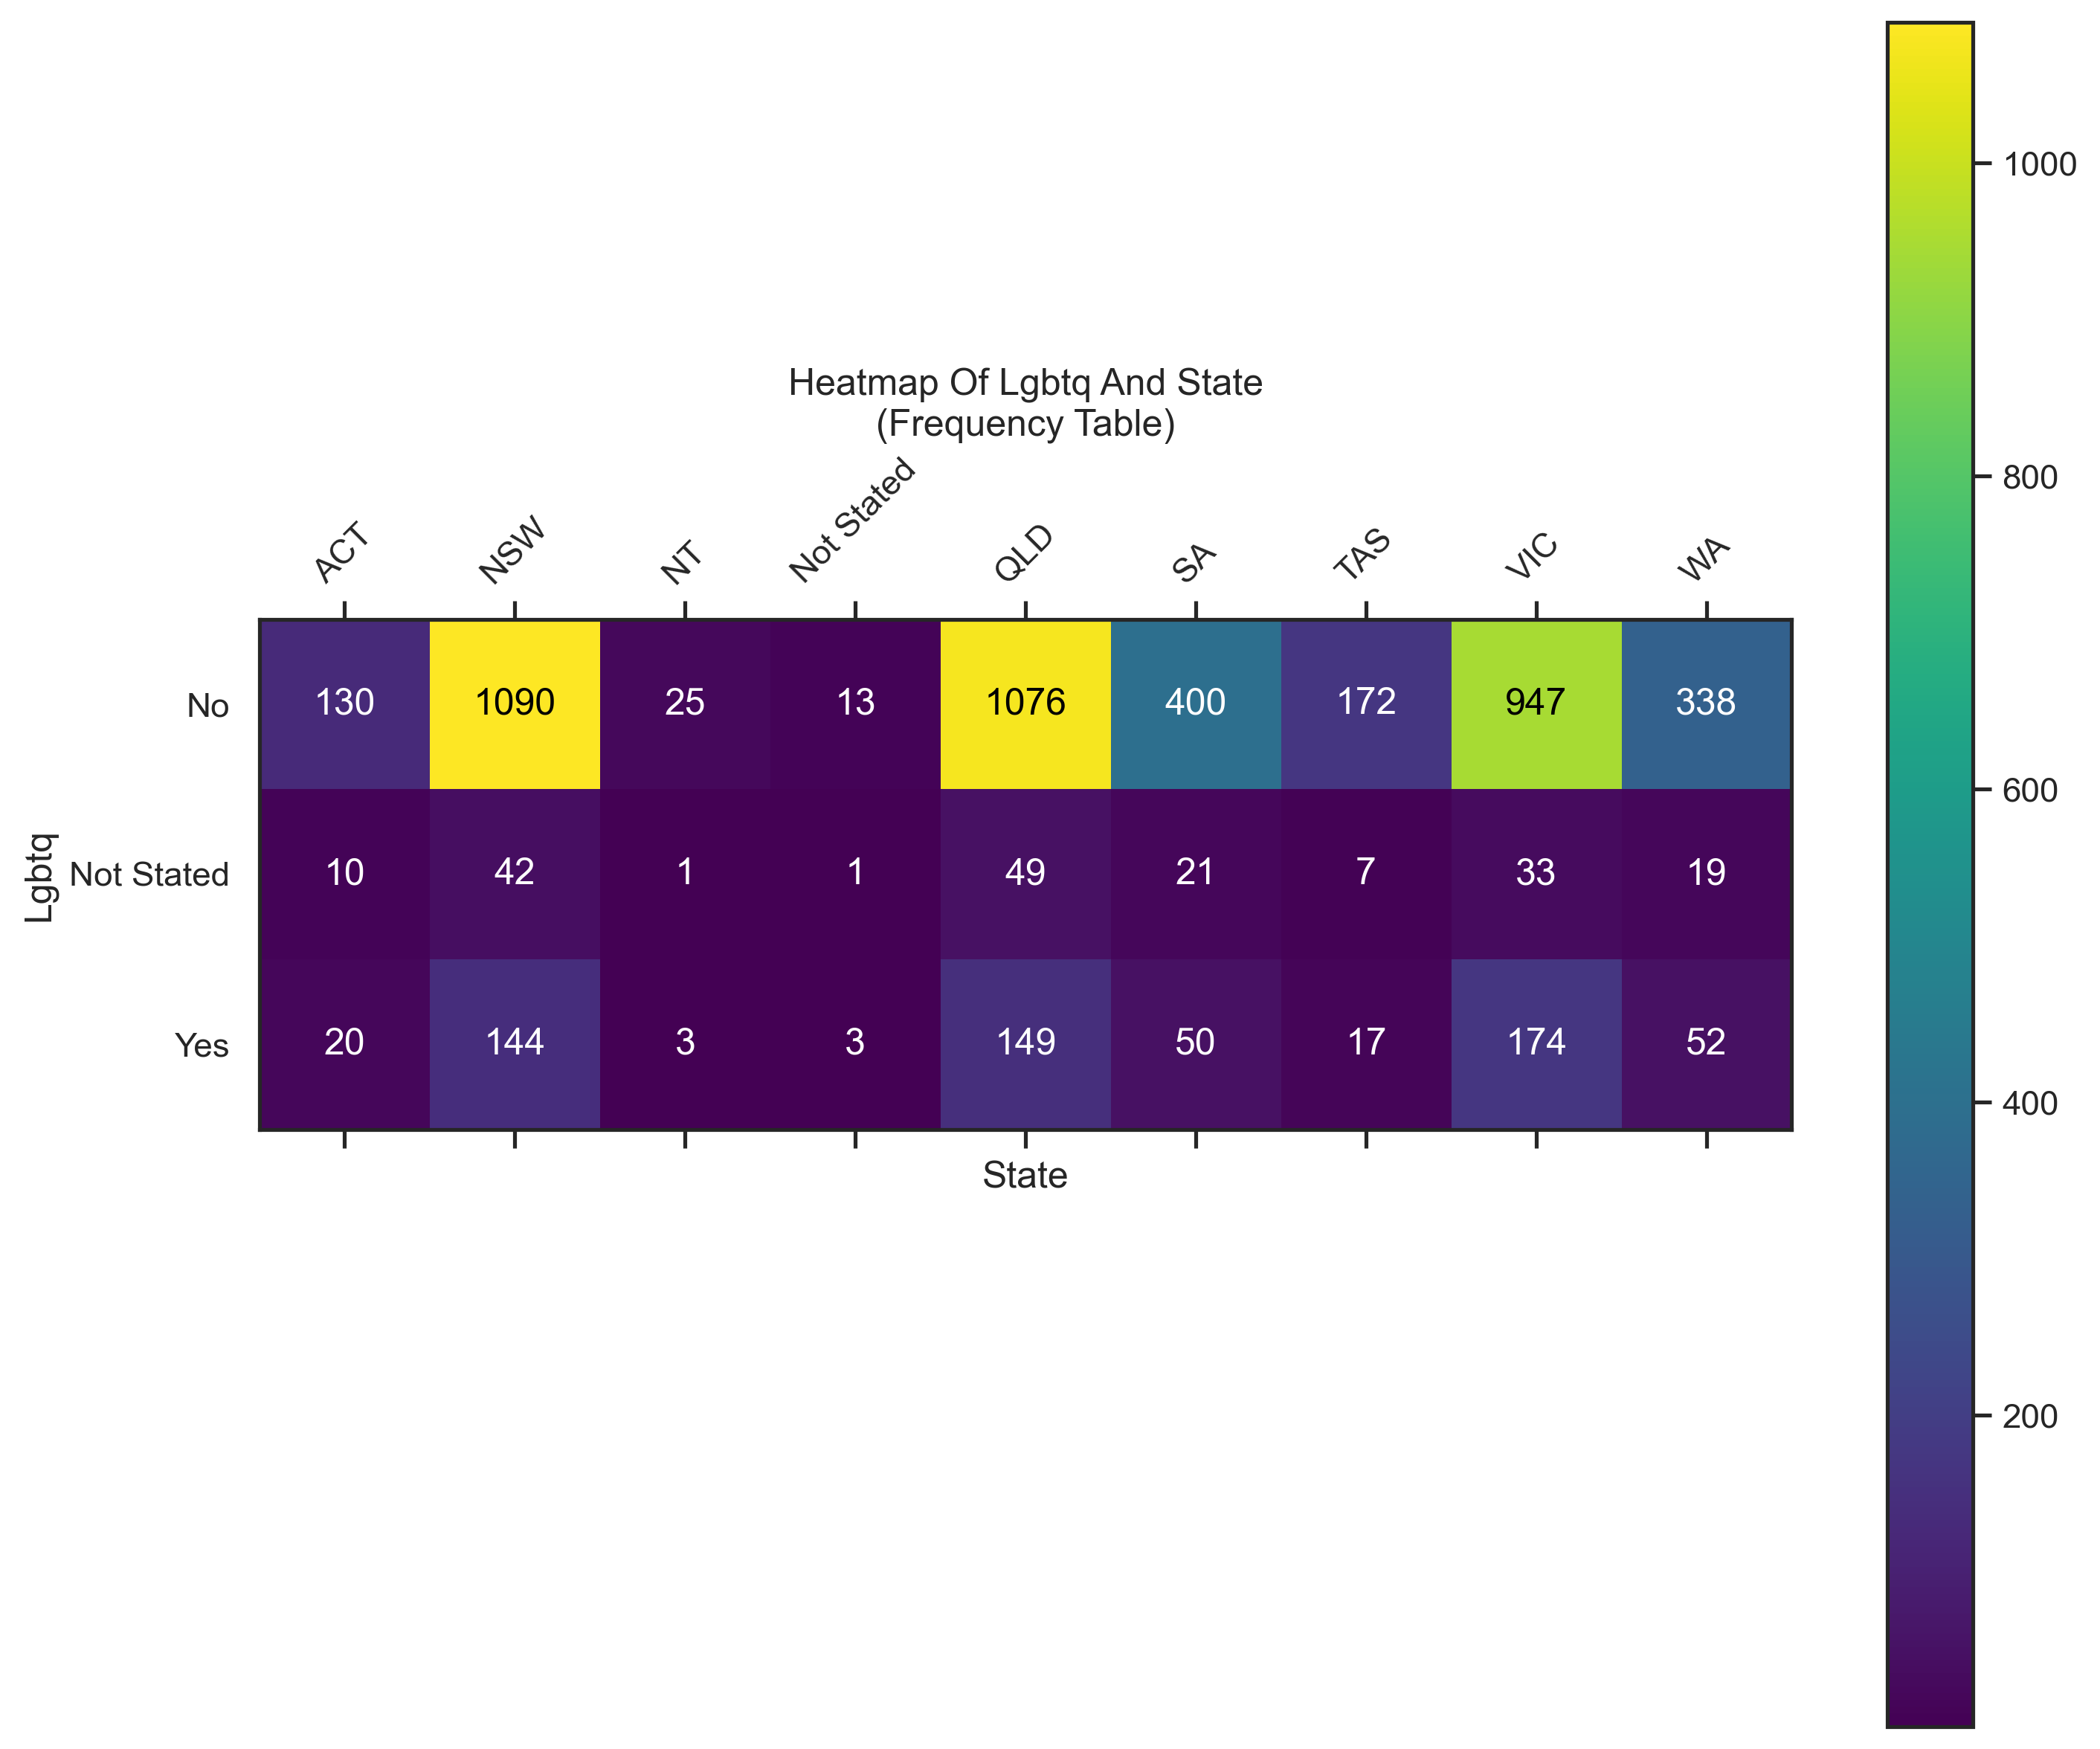 Heatmap Of Lgbtq And State
(Frequency Table)
ACT NSW NT Not Stated QLD SA TAS VIC WA
No 130 1090 25 13 1076 400 172 947 338
Not Stated 10 42 1 1 49 21 7 33 19
Yes 20 144 3 3 149 50 17 174 52
Lgbtq
State
1000
800
600
400
200